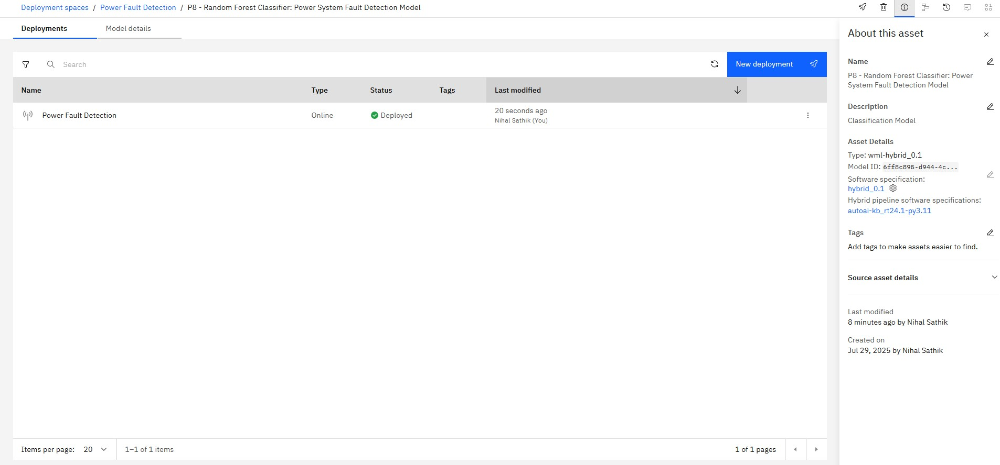 Deployment spaces / Power Fault Detection / P8 - Random Forest Classifier: Power System Fault Detection Model
Deployments
Model details
Search
New deployment
Name Type Status Tags Last modified
Power Fault Detection Online Deployed 20 seconds ago
Nihal Sathik (You)
Items per page: 20 1–1 of 1 items 1 of 1 pages
About this asset
Name
P8 - Random Forest Classifier: Power
System Fault Detection Model
Description
Classification Model
Asset Details
Type: wml-hybrid_0.1
Model ID: 6ff8c895-d944-4c...
Software specification:
hybrid_0.1
Hybrid pipeline software specifications:
autoai-kb_rt24.1-py3.11
Tags
Add tags to make assets easier to find.
Source asset details
Last modified
8 minutes ago by Nihal Sathik
Created on
Jul 29, 2025 by Nihal Sathik